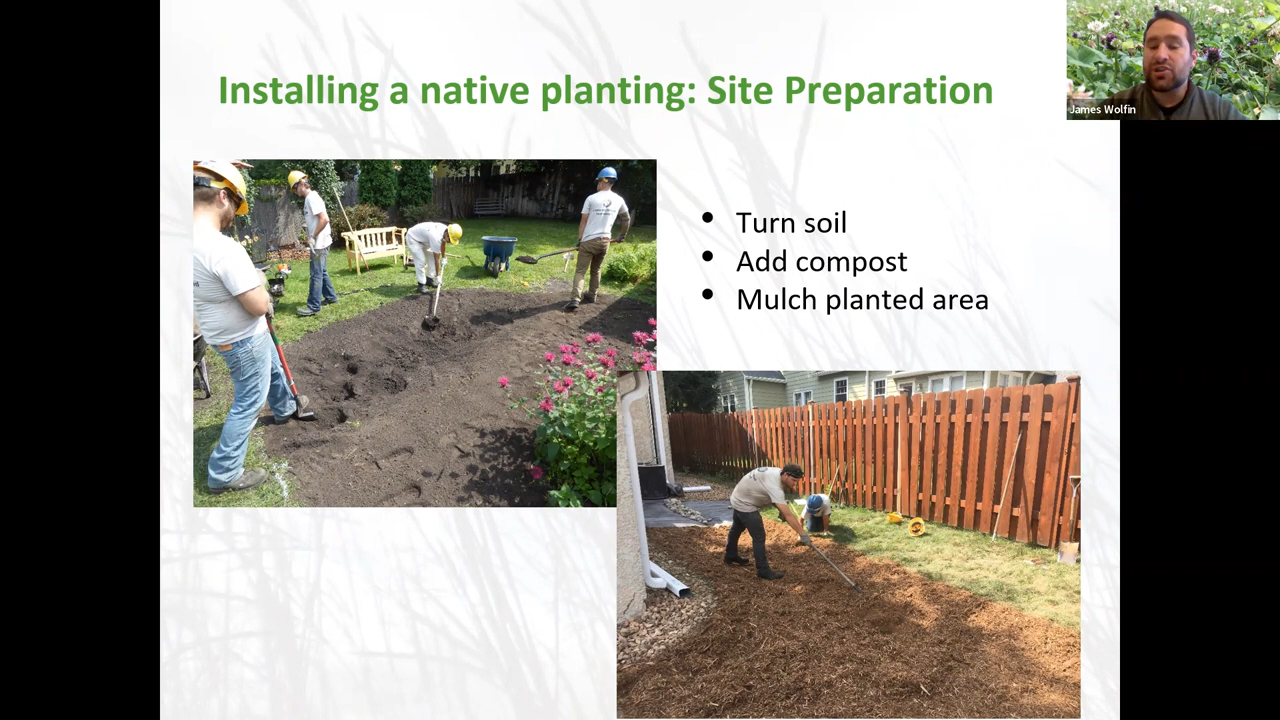 Installing a native planting: Site Preparation
James Wolfin
• Turn soil
• Add compost
• Mulch planted area